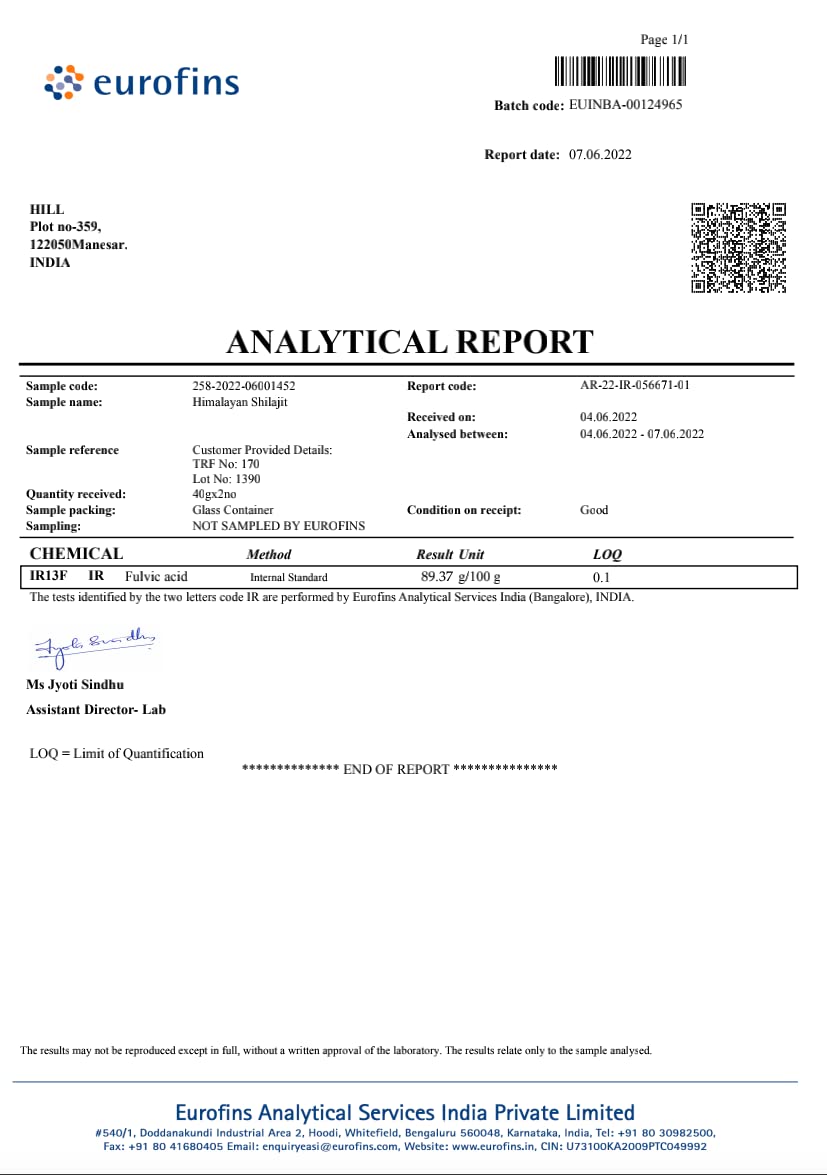 Page 1/1
eurofins
Batch code: EUINBA-00124965
Report date: 07.06.2022
HILL
Plot no-359,
122050Manesar.
INDIA
ANALYTICAL REPORT
Sample code: 258-2022-06001452 Report code: AR-22-IR-056671-01
Sample name: Himalayan Shilajit
Received on: 04.06.2022
Analysed between: 04.06.2022 - 07.06.2022
Sample reference Customer Provided Details:
TRF No: 170
Lot No: 1390
Quantity received: 40gx2no
Sample packing: Glass Container Condition on receipt: Good
Sampling: NOT SAMPLED BY EUROFINS
CHEMICAL Method Result Unit LOQ
IR13F IR Fulvic acid Internal Standard 89.37 g/100 g 0.1
The tests identified by the two letters code IR are performed by Eurofins Analytical Services India (Bangalore), INDIA.
Jyoti Sindhu
Ms Jyoti Sindhu
Assistant Director- Lab
LOQ = Limit of Quantification
************** END OF REPORT ***************
The results may not be reproduced except in full, without a written approval of the laboratory. The results relate only to the sample analysed.
Eurofins Analytical Services India Private Limited
#540/1, Doddanakundi Industrial Area 2, Hoodi, Whitefield, Bengaluru 560048, Karnataka, India, Tel: +91 80 30982500,
Fax: +91 80 41680405 Email: enquiryeasi@eurofins.com, Website: www.eurofins.in, CIN: U73100KA2009PTC049992